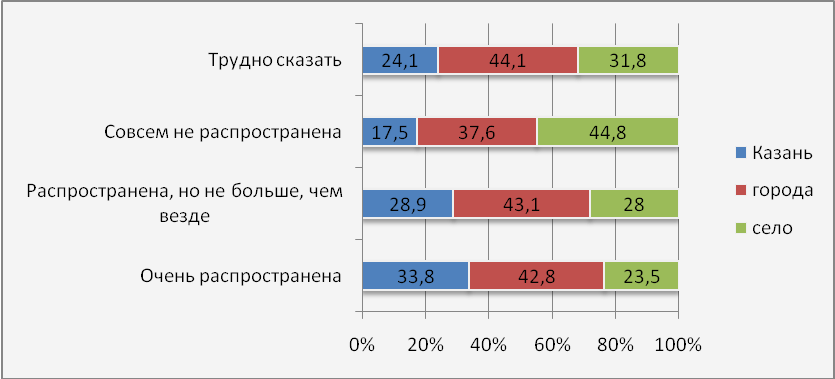 Трудно сказать
24,1 44,1 31,8
Совсем не распространена
17,5 37,6 44,8
Распространена, но не больше, чем
везде
28,9 43,1 28
Очень распространена
33,8 42,8 23,5
0% 20% 40% 60% 80% 100%
Казань
города
село